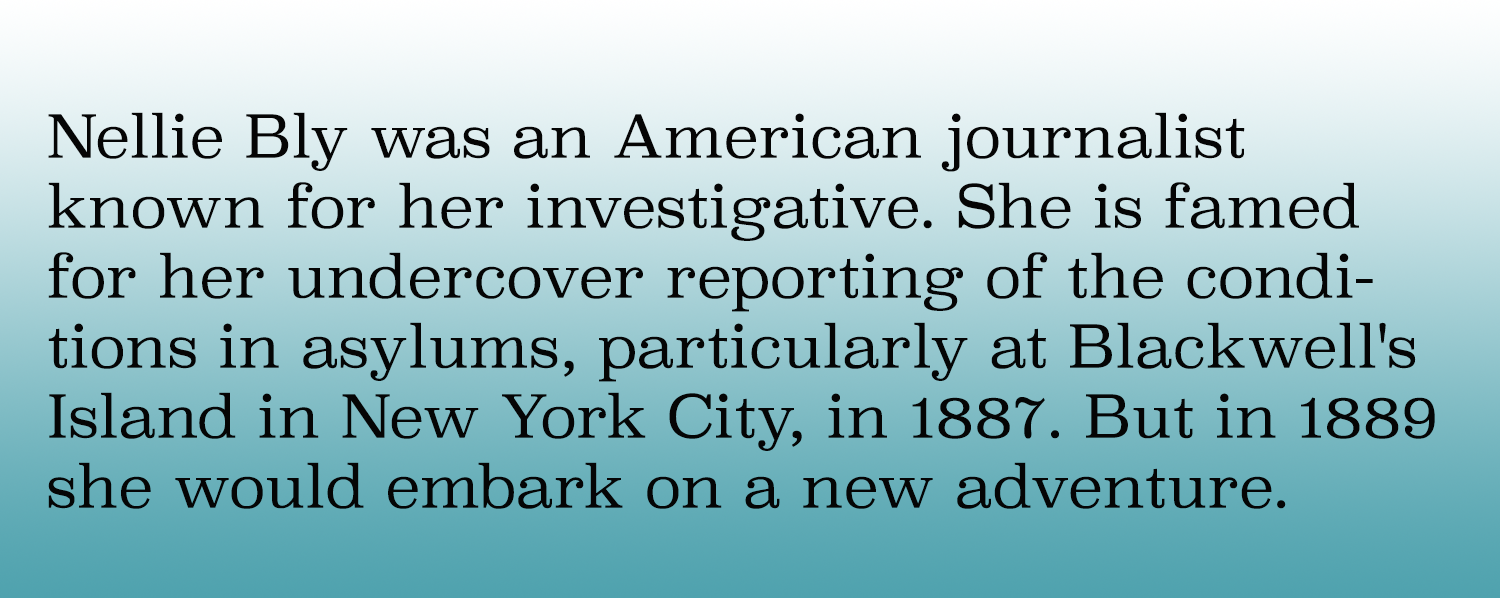 Nellie Bly was an American journalist
known for her investigative. She is famed
for her undercover reporting of the condi-
tions in asylums, particularly at Blackwell's
Island in New York City, in 1887. But in 1889
she would embark on a new adventure.